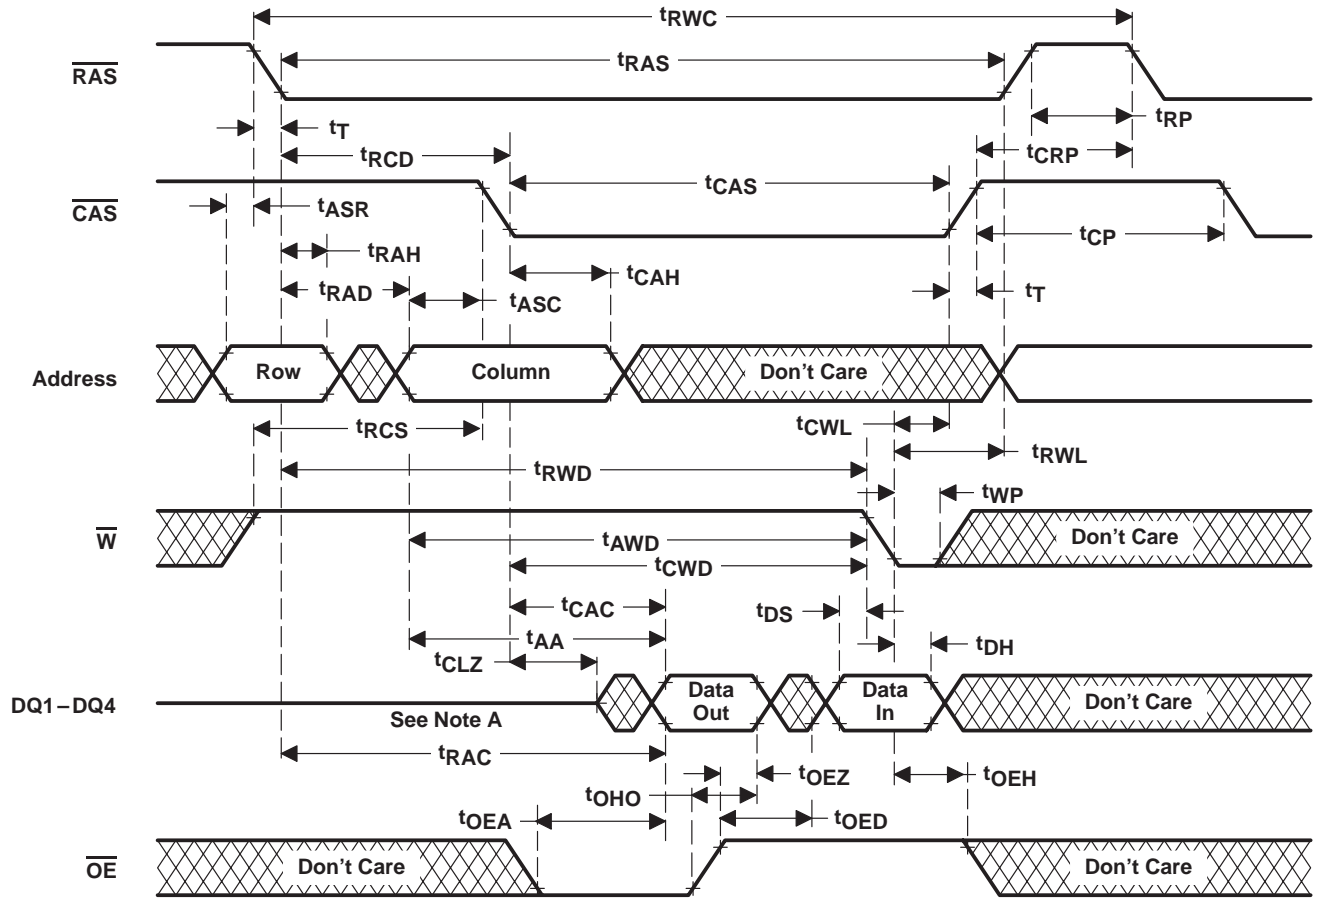 tRWC
RAS
tRAS
tRP
tT
tRCD
tCRP
CAS
tCAS
tASR
tCP
tRAH
tCAH
tRAD
tASC
tT
Address
Row
Column
Don't Care
tRCS
tCWL
tRWL
tRWD
tWP
W
Don't Care
tAWD
tCWD
tCAC
tDS
tAA
tDH
tCLZ
DQ1–DQ4
Data
Out
Data
In
Don't Care
See Note A
tRAC
tOEZ
tOEH
tOHO
tOEA
tOED
OE
Don't Care
Don't Care